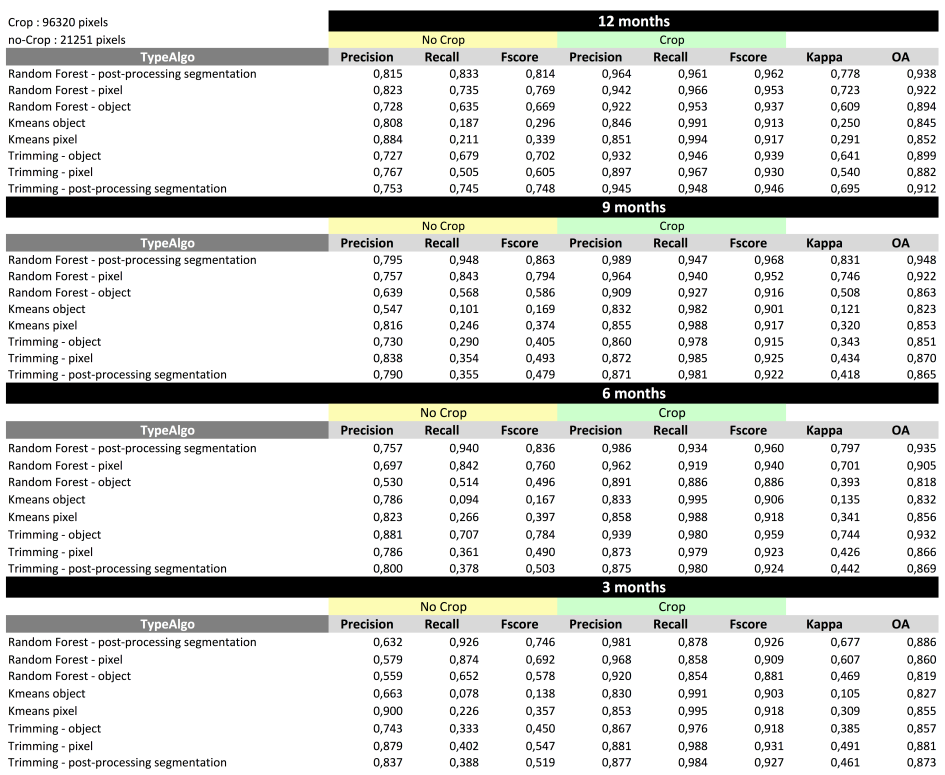 Crop : 96320 pixels
12 months
no-Crop : 21251 pixels No Crop Crop
TypeAlgo Precision Recall Fscore Precision Recall Fscore Kappa OA
Random Forest - post-processing segmentation 0,815 0,833 0,814 0,964 0,961 0,962 0,778 0,938
Random Forest - pixel 0,823 0,735 0,769 0,942 0,966 0,953 0,723 0,922
Random Forest - object 0,728 0,635 0,669 0,922 0,953 0,937 0,609 0,894
Kmeans object 0,808 0,187 0,296 0,846 0,991 0,913 0,250 0,845
Kmeans pixel 0,884 0,211 0,339 0,851 0,994 0,917 0,291 0,852
Trimming - object 0,727 0,679 0,702 0,932 0,946 0,939 0,641 0,899
Trimming - pixel 0,767 0,505 0,605 0,897 0,967 0,930 0,540 0,882
Trimming - post-processing segmentation 0,753 0,745 0,748 0,945 0,948 0,946 0,695 0,912
9 months
No Crop Crop
TypeAlgo Precision Recall Fscore Precision Recall Fscore Kappa OA
Random Forest - post-processing segmentation 0,795 0,948 0,863 0,989 0,947 0,968 0,831 0,948
Random Forest - pixel 0,757 0,843 0,794 0,964 0,940 0,952 0,746 0,922
Random Forest - object 0,639 0,568 0,586 0,909 0,927 0,916 0,508 0,863
Kmeans object 0,547 0,101 0,169 0,832 0,982 0,901 0,121 0,823
Kmeans pixel 0,816 0,246 0,374 0,855 0,988 0,917 0,320 0,853
Trimming - object 0,730 0,290 0,405 0,860 0,978 0,915 0,343 0,851
Trimming - pixel 0,838 0,354 0,493 0,872 0,985 0,925 0,434 0,870
Trimming - post-processing segmentation 0,790 0,355 0,479 0,871 0,981 0,922 0,418 0,865
6 months
No Crop Crop
TypeAlgo Precision Recall Fscore Precision Recall Fscore Kappa OA
Random Forest - post-processing segmentation 0,757 0,940 0,836 0,986 0,934 0,960 0,797 0,935
Random Forest - pixel 0,697 0,842 0,760 0,962 0,919 0,940 0,701 0,905
Random Forest - object 0,530 0,514 0,496 0,891 0,886 0,886 0,393 0,818
Kmeans object 0,786 0,094 0,167 0,833 0,995 0,906 0,135 0,832
Kmeans pixel 0,823 0,266 0,397 0,858 0,988 0,918 0,341 0,856
Trimming - object 0,881 0,707 0,784 0,939 0,980 0,959 0,744 0,932
Trimming - pixel 0,786 0,361 0,490 0,873 0,979 0,923 0,426 0,866
Trimming - post-processing segmentation 0,800 0,378 0,503 0,875 0,980 0,924 0,442 0,869
3 months
No Crop Crop
TypeAlgo Precision Recall Fscore Precision Recall Fscore Kappa OA
Random Forest - post-processing segmentation 0,632 0,926 0,746 0,981 0,878 0,926 0,677 0,886
Random Forest - pixel 0,579 0,874 0,692 0,968 0,858 0,909 0,607 0,860
Random Forest - object 0,559 0,652 0,578 0,920 0,854 0,881 0,469 0,819
Kmeans object 0,663 0,078 0,138 0,830 0,991 0,903 0,105 0,827
Kmeans pixel 0,900 0,226 0,357 0,853 0,995 0,918 0,309 0,855
Trimming - object 0,743 0,333 0,450 0,867 0,976 0,918 0,385 0,857
Trimming - pixel 0,879 0,402 0,547 0,881 0,988 0,931 0,491 0,881
Trimming - post-processing segmentation 0,837 0,388 0,519 0,877 0,984 0,927 0,461 0,873